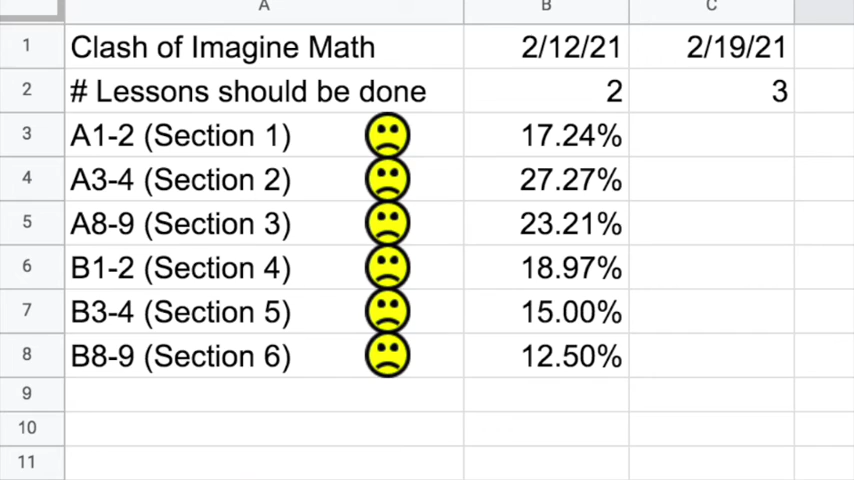 A B C
1 Clash of Imagine Math 2/12/21 2/19/21
2 # Lessons should be done 2 3
3 A1-2 (Section 1) 17.24%
4 A3-4 (Section 2) 27.27%
5 A8-9 (Section 3) 23.21%
6 B1-2 (Section 4) 18.97%
7 B3-4 (Section 5) 15.00%
8 B8-9 (Section 6) 12.50%
9
10
11